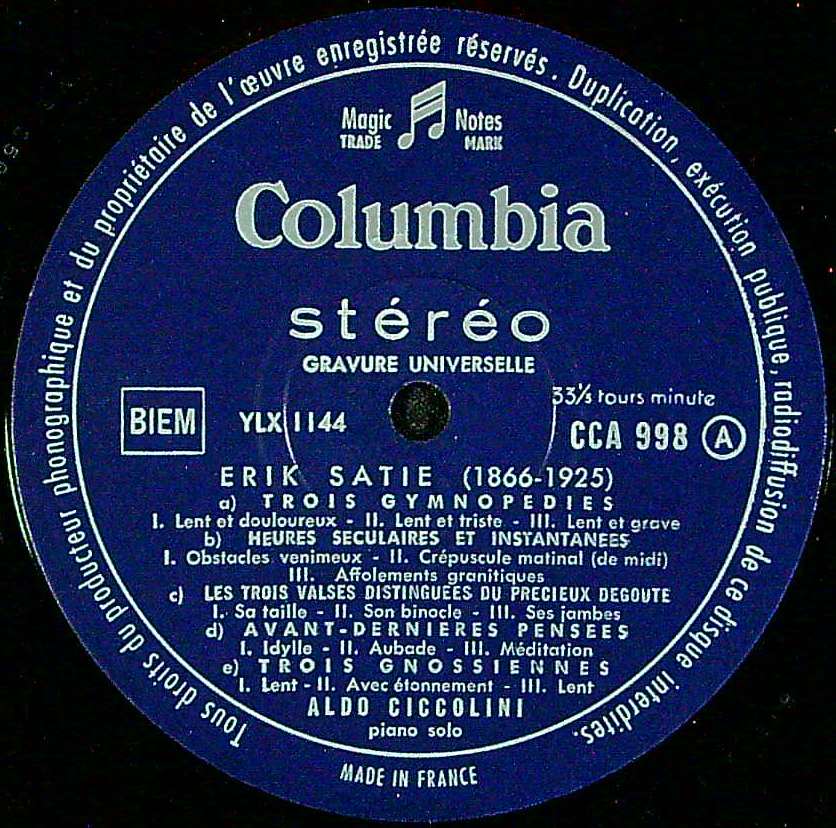 Tous droits du producteur phonographique et du propriétaire de l'œuvre enregistrée réservés. Duplication, exécution publique, radiodiffusion de ce disque interdites.
Magic Notes
TRADE MARK
Columbia
stéréo
GRAVURE UNIVERSELLE
33⅓ tours minute
BIEM YLX 1144 CCA 998 A
ERIK SATIE (1866-1925)
a) TROIS GYMNOPEDIES
I. Lent et douloureux - II. Lent et triste - III. Lent et grave
b) HEURES SECULAIRES ET INSTANTANEES
I. Obstacles venimeux - II. Crépuscule matinal (de midi)
III. Affolements granitiques
c) LES TROIS VALSES DISTINGUEES DU PRECIEUX DEGOUTE
I. Sa taille - II. Son binocle - III. Ses jambes
d) AVANT-DERNIERES PENSEES
I. Idylle - II. Aubade - III. Méditation
e) TROIS GNOSSIENNES
I. Lent - II. Avec étonnement - III. Lent
ALDO CICCOLINI
piano solo
MADE IN FRANCE